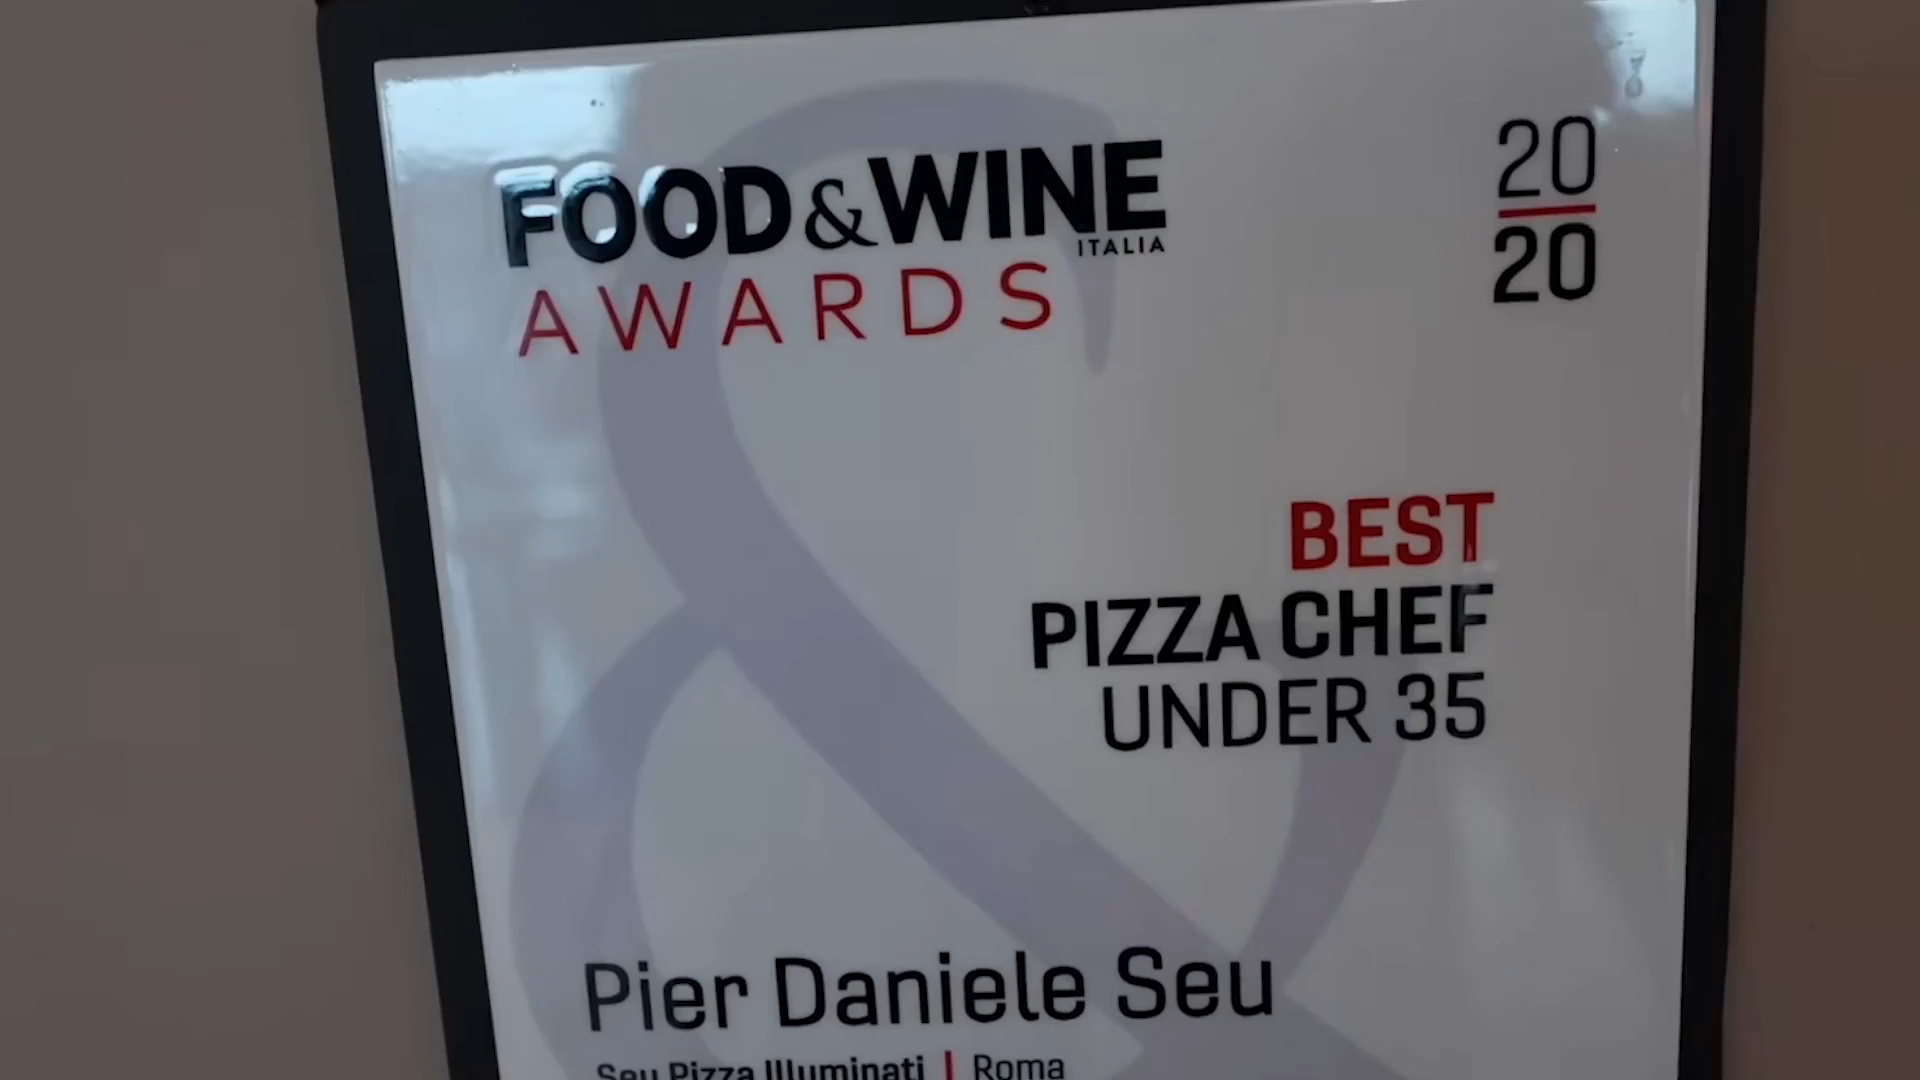 FOOD&WINE
ITALIA
AWARDS
20
20
BEST
PIZZA CHEF
UNDER 35
Pier Daniele Seu
Seu Pizza Illuminati | Roma